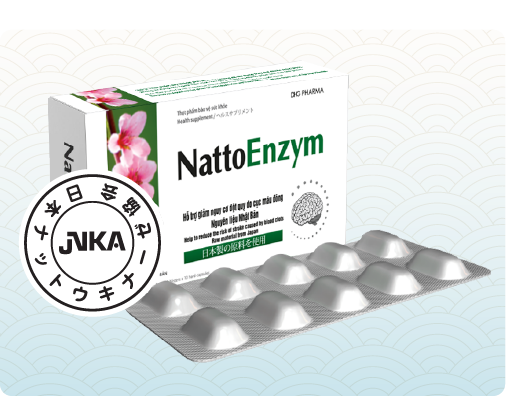 DHG PHARMA
Thực phẩm bảo vệ sức khỏe
Health supplement / ヘルスサプリメント
NattoEnzym
Hỗ trợ giảm nguy cơ đột quỵ do cục máu đông
Nguyên liệu Nhật Bản
Help to reduce the risk of stroke caused by blood clots
Raw material from Japan
日本製の原料を使用
Na
日本ナットウキナーゼ協会
JNKA